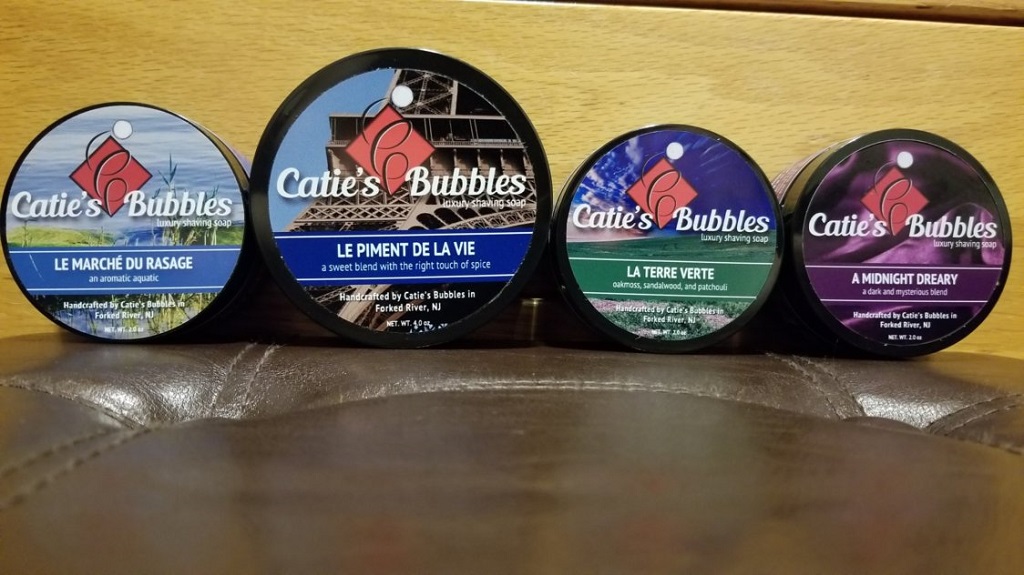 Catie's Bubbles
luxury shaving soap
LE MARCHÉ DU RASAGE
an aromatic aquatic
Handcrafted by Catie's Bubbles in
Forked River, NJ
NET. WT. 2.0 oz
Catie's Bubbles
luxury shaving soap
LE PIMENT DE LA VIE
a sweet blend with the right touch of spice
Handcrafted by Catie's Bubbles in
Forked River, NJ
NET. WT. 4.0 oz.
Catie's Bubbles
luxury shaving soap
LA TERRE VERTE
oakmoss, sandalwood, and patchouli
Handcrafted by Catie's Bubbles in
Forked River, NJ
NET. WT. 2.0 oz
Catie's Bubbles
luxury shaving soap
A MIDNIGHT DREARY
a dark and mysterious blend
Handcrafted by Catie's Bubbles in
Forked River, NJ
NET. WT. 2.0 oz